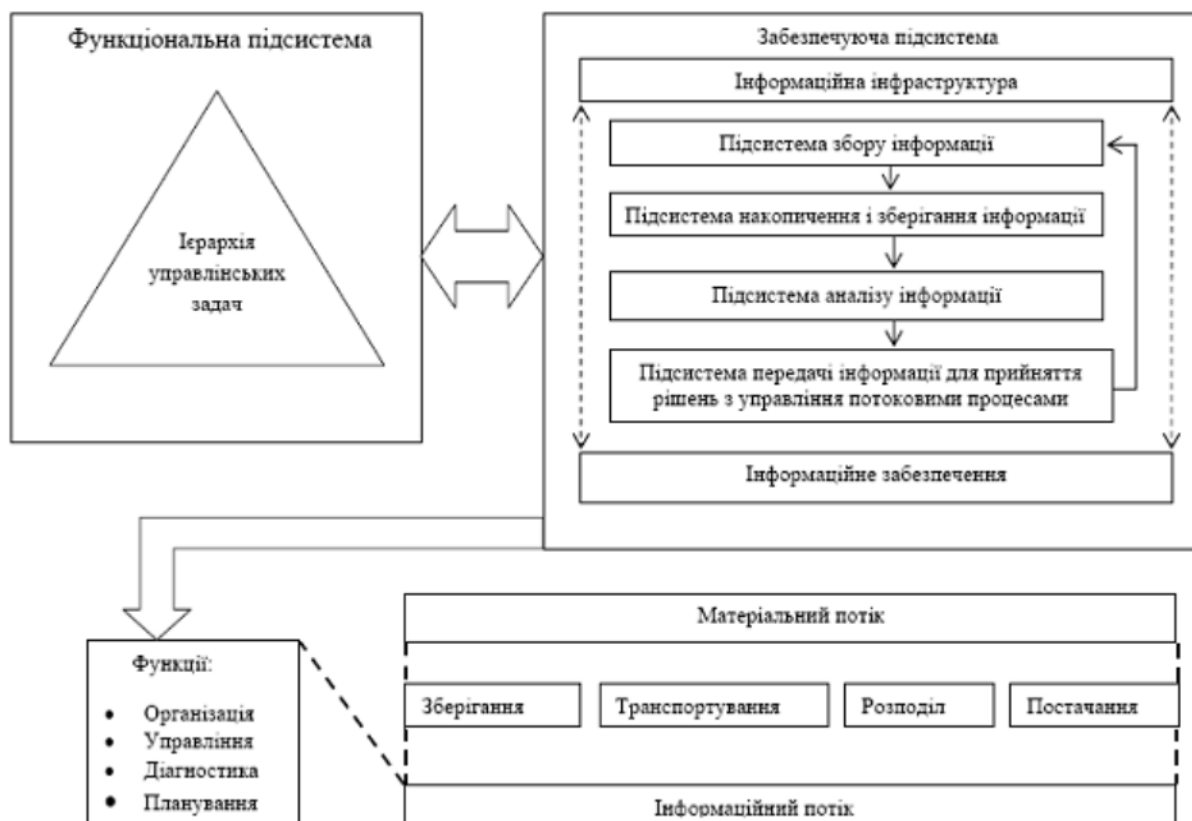 Функціональна підсистема
Ієрархія
управлінських
задач
Забезпечуюча підсистема
Інформаційна інфраструктура
Підсистема збору інформації
Підсистема накопичення і зберігання інформації
Підсистема аналізу інформації
Підсистема передачі інформації для прийняття
рішень з управління потоковими процесами
Інформаційне забезпечення
Функції:
• Організація
• Управління
• Діагностика
• Планування
Матеріальний потік
Зберігання
Транспортування
Розподіл
Постачання
Інформаційний потік